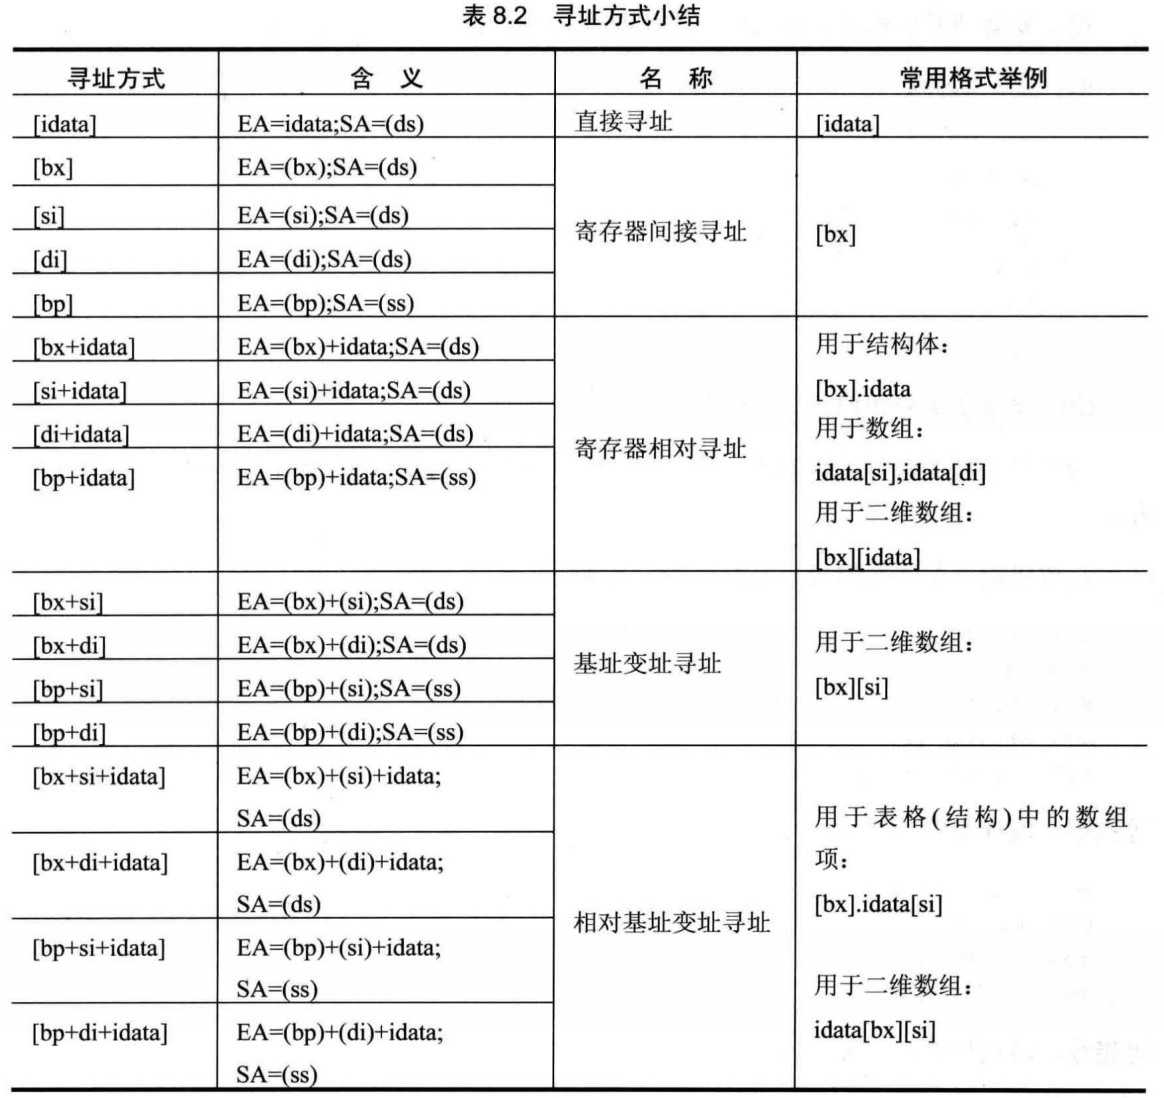 表 8.2 寻址方式小结
寻址方式 含 义 名 称 常用格式举例
[idata] EA=idata;SA=(ds) 直接寻址 [idata]
[bx] EA=(bx);SA=(ds)
[si] EA=(si);SA=(ds)
寄存器间接寻址 [bx]
[di] EA=(di);SA=(ds)
[bp] EA=(bp);SA=(ss)
[bx+idata] EA=(bx)+idata;SA=(ds) 用于结构体：
[si+idata] EA=(si)+idata;SA=(ds) [bx].idata
[di+idata] EA=(di)+idata;SA=(ds) 用于数组：
寄存器相对寻址
[bp+idata] EA=(bp)+idata;SA=(ss) idata[si],idata[di]
用于二维数组：
[bx][idata]
[bx+si] EA=(bx)+(si);SA=(ds)
[bx+di] EA=(bx)+(di);SA=(ds) 用于二维数组：
基址变址寻址
[bp+si] EA=(bp)+(si);SA=(ss) [bx][si]
[bp+di] EA=(bp)+(di);SA=(ss)
[bx+si+idata] EA=(bx)+(si)+idata;
SA=(ds) 用于表格(结构)中的数组
[bx+di+idata] EA=(bx)+(di)+idata; 项：
SA=(ds) [bx].idata[si]
相对基址变址寻址
[bp+si+idata] EA=(bp)+(si)+idata;
SA=(ss) 用于二维数组：
[bp+di+idata] EA=(bp)+(di)+idata; idata[bx][si]
SA=(ss)